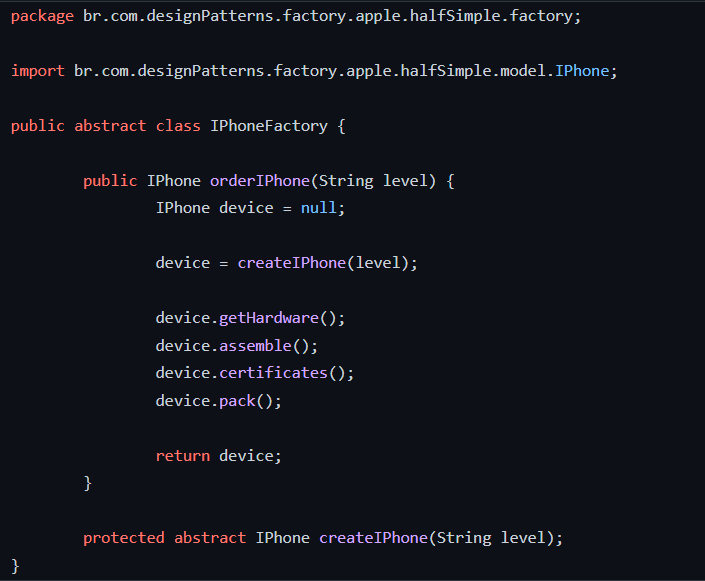 package br.com.designPatterns.factory.apple.halfSimple.factory;
import br.com.designPatterns.factory.apple.halfSimple.model.IPhone;
public abstract class IPhoneFactory {
public IPhone orderIPhone(String level) {
IPhone device = null;
device = createIPhone(level);
device.getHardware();
device.assemble();
device.certificates();
device.pack();
return device;
}
protected abstract IPhone createIPhone(String level);
}